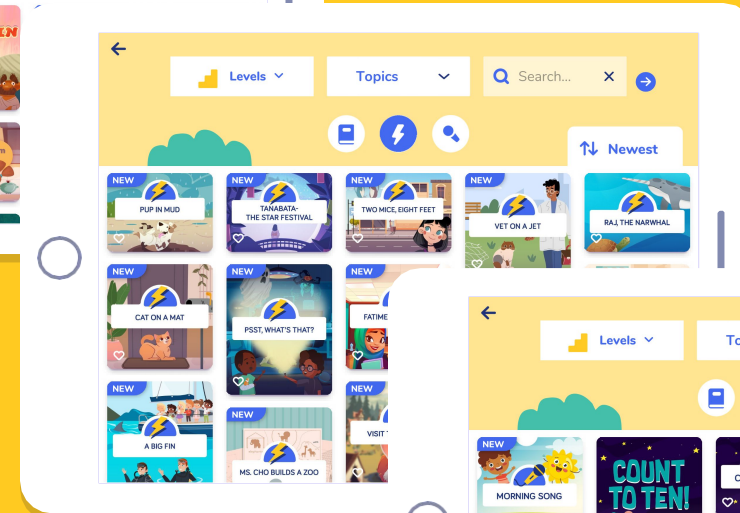 IN
Levels
Topics
Search...
Newest
NEW
PUP IN MUD
NEW
TANABATA-
THE STAR FESTIVAL
NEW
TWO MICE, EIGHT FEET
NEW
VET ON A JET
RAJ, THE NARWHAL
NEW
CAT ON A MAT
NEW
PSST, WHAT'S THAT?
NEW
FATIME
NEW
A BIG FIN
NEW
MS. CHO BUILDS A ZOO
NEW
VISIT
Levels
To
NEW
MORNING SONG
COUNT
TO TEN!